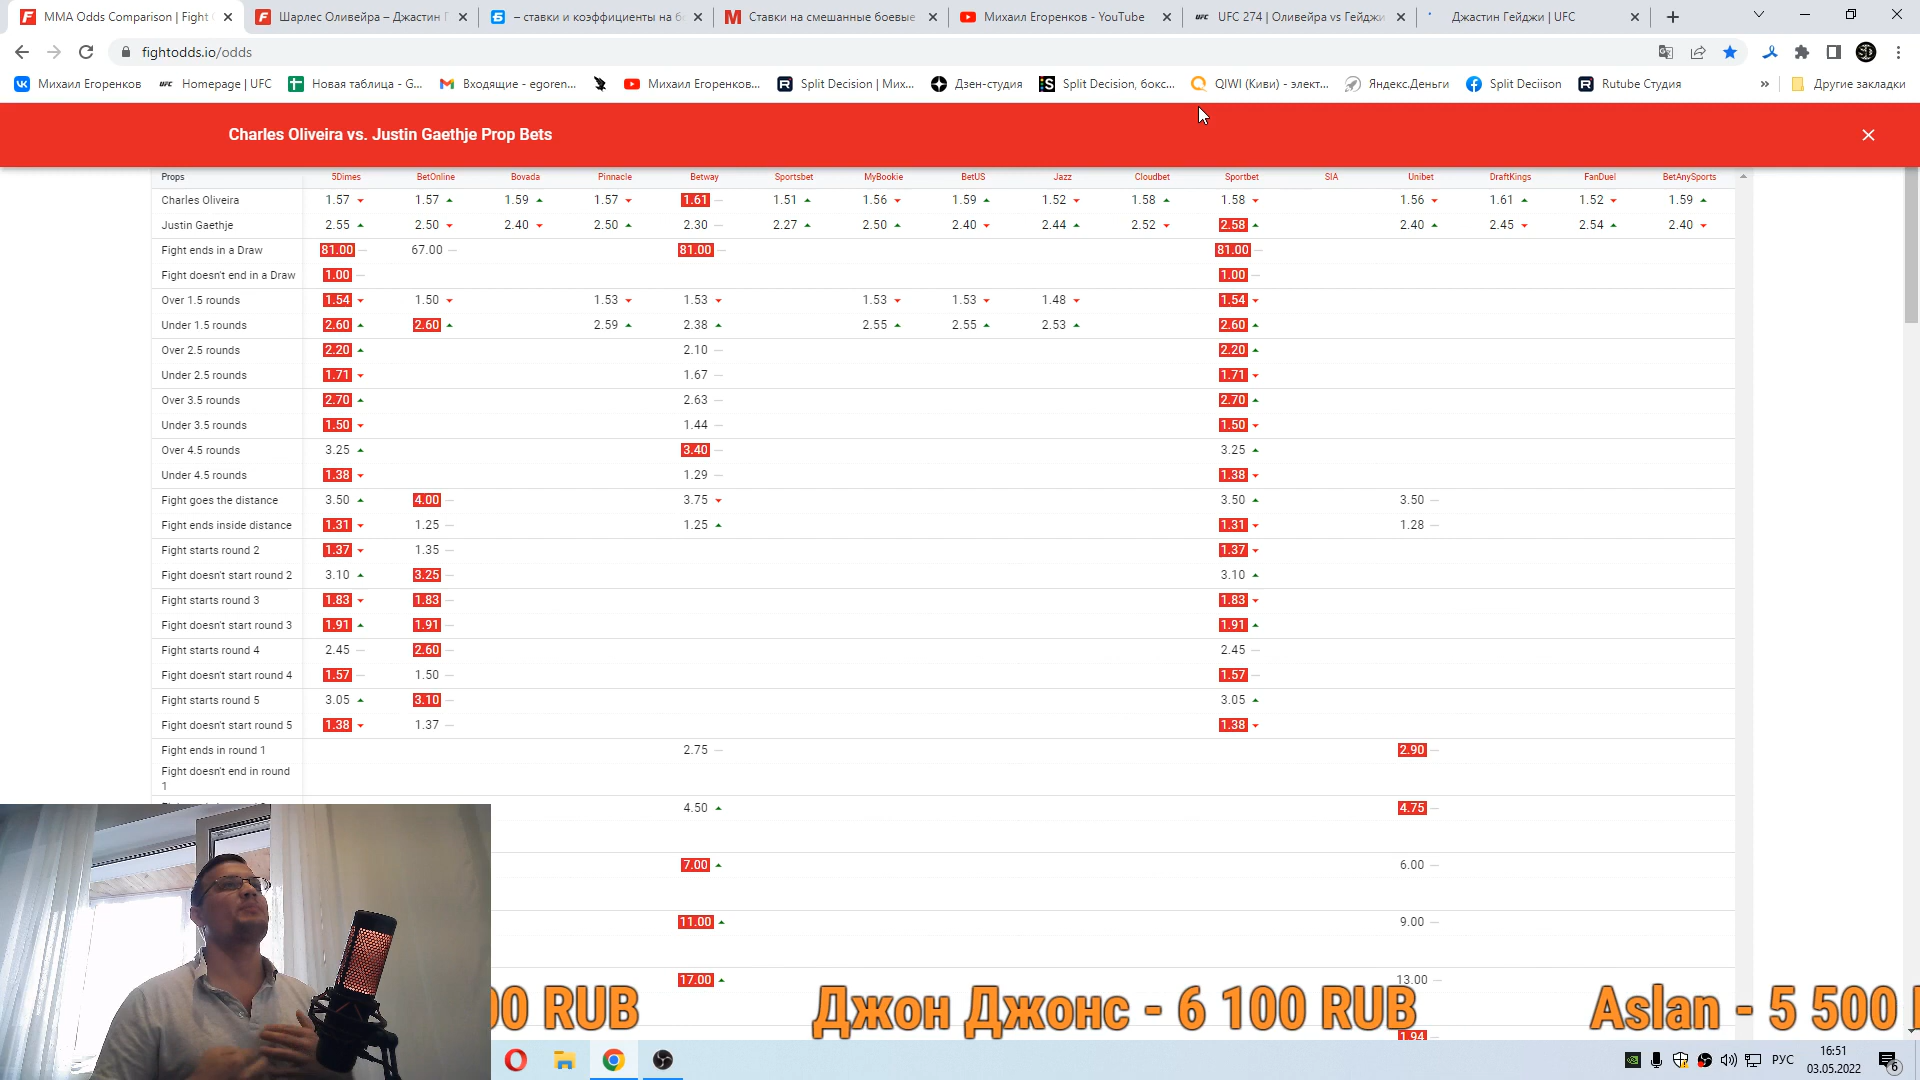 MMA Odds Comparison | Fight
Шарлес Оливейра – Джастин Г
– ставки и коэффициенты на б
Ставки на смешанные боевые
Михаил Егоренков - YouTube
UFC 274 | Оливейра vs Гейджи
Джастин Гейджи | UFC
fightodds.io/odds
Михаил Егоренков
Homepage | UFC
Новая таблица - G...
Входящие - egoren...
Михаил Егоренков...
Split Decision | Мих...
Дзен-студия
Split Decision, бокс...
QIWI (Киви) - элект...
Яндекс.Деньги
Split Deciison
Rutube Студия
»
Другие закладки
Charles Oliveira vs. Justin Gaethje Prop Bets
Props 5Dimes BetOnline Bovada Pinnacle Betway Sportsbet MyBookie BetUS Jazz Cloudbet Sportbet SIA Unibet DraftKings FanDuel BetAnySports
Charles Oliveira 1.57 1.57 1.59 1.57 1.61 1.51 1.56 1.59 1.52 1.58 1.58 1.56 1.61 1.52 1.59
Justin Gaethje 2.55 2.50 2.40 2.50 2.30 2.27 2.50 2.40 2.44 2.52 2.58 2.40 2.45 2.54 2.40
Fight ends in a Draw 81.00 67.00 81.00 81.00
Fight doesn't end in a Draw 1.00 1.00
Over 1.5 rounds 1.54 1.50 1.53 1.53 1.53 1.53 1.48 1.54
Under 1.5 rounds 2.60 2.60 2.59 2.38 2.55 2.55 2.53 2.60
Over 2.5 rounds 2.20 2.10 2.20
Under 2.5 rounds 1.71 1.67 1.71
Over 3.5 rounds 2.70 2.63 2.70
Under 3.5 rounds 1.50 1.44 1.50
Over 4.5 rounds 3.25 3.40 3.25
Under 4.5 rounds 1.38 1.29 1.38
Fight goes the distance 3.50 4.00 3.75 3.50 3.50
Fight ends inside distance 1.31 1.25 1.25 1.31 1.28
Fight starts round 2 1.37 1.35 1.37
Fight doesn't start round 2 3.10 3.25 3.10
Fight starts round 3 1.83 1.83 1.83
Fight doesn't start round 3 1.91 1.91 1.91
Fight starts round 4 2.45 2.60 2.45
Fight doesn't start round 4 1.57 1.50 1.57
Fight starts round 5 3.05 3.10 3.05
Fight doesn't start round 5 1.38 1.37 1.38
Fight ends in round 1 2.75 2.90
Fight doesn't end in round
1
4.50 4.75
7.00 6.00
11.00 9.00
17.00 13.00
00 RUB Джон Джонс - 6 100 RUB Aslan - 5 500
1.94
РУС
16:51
03.05.2022
6